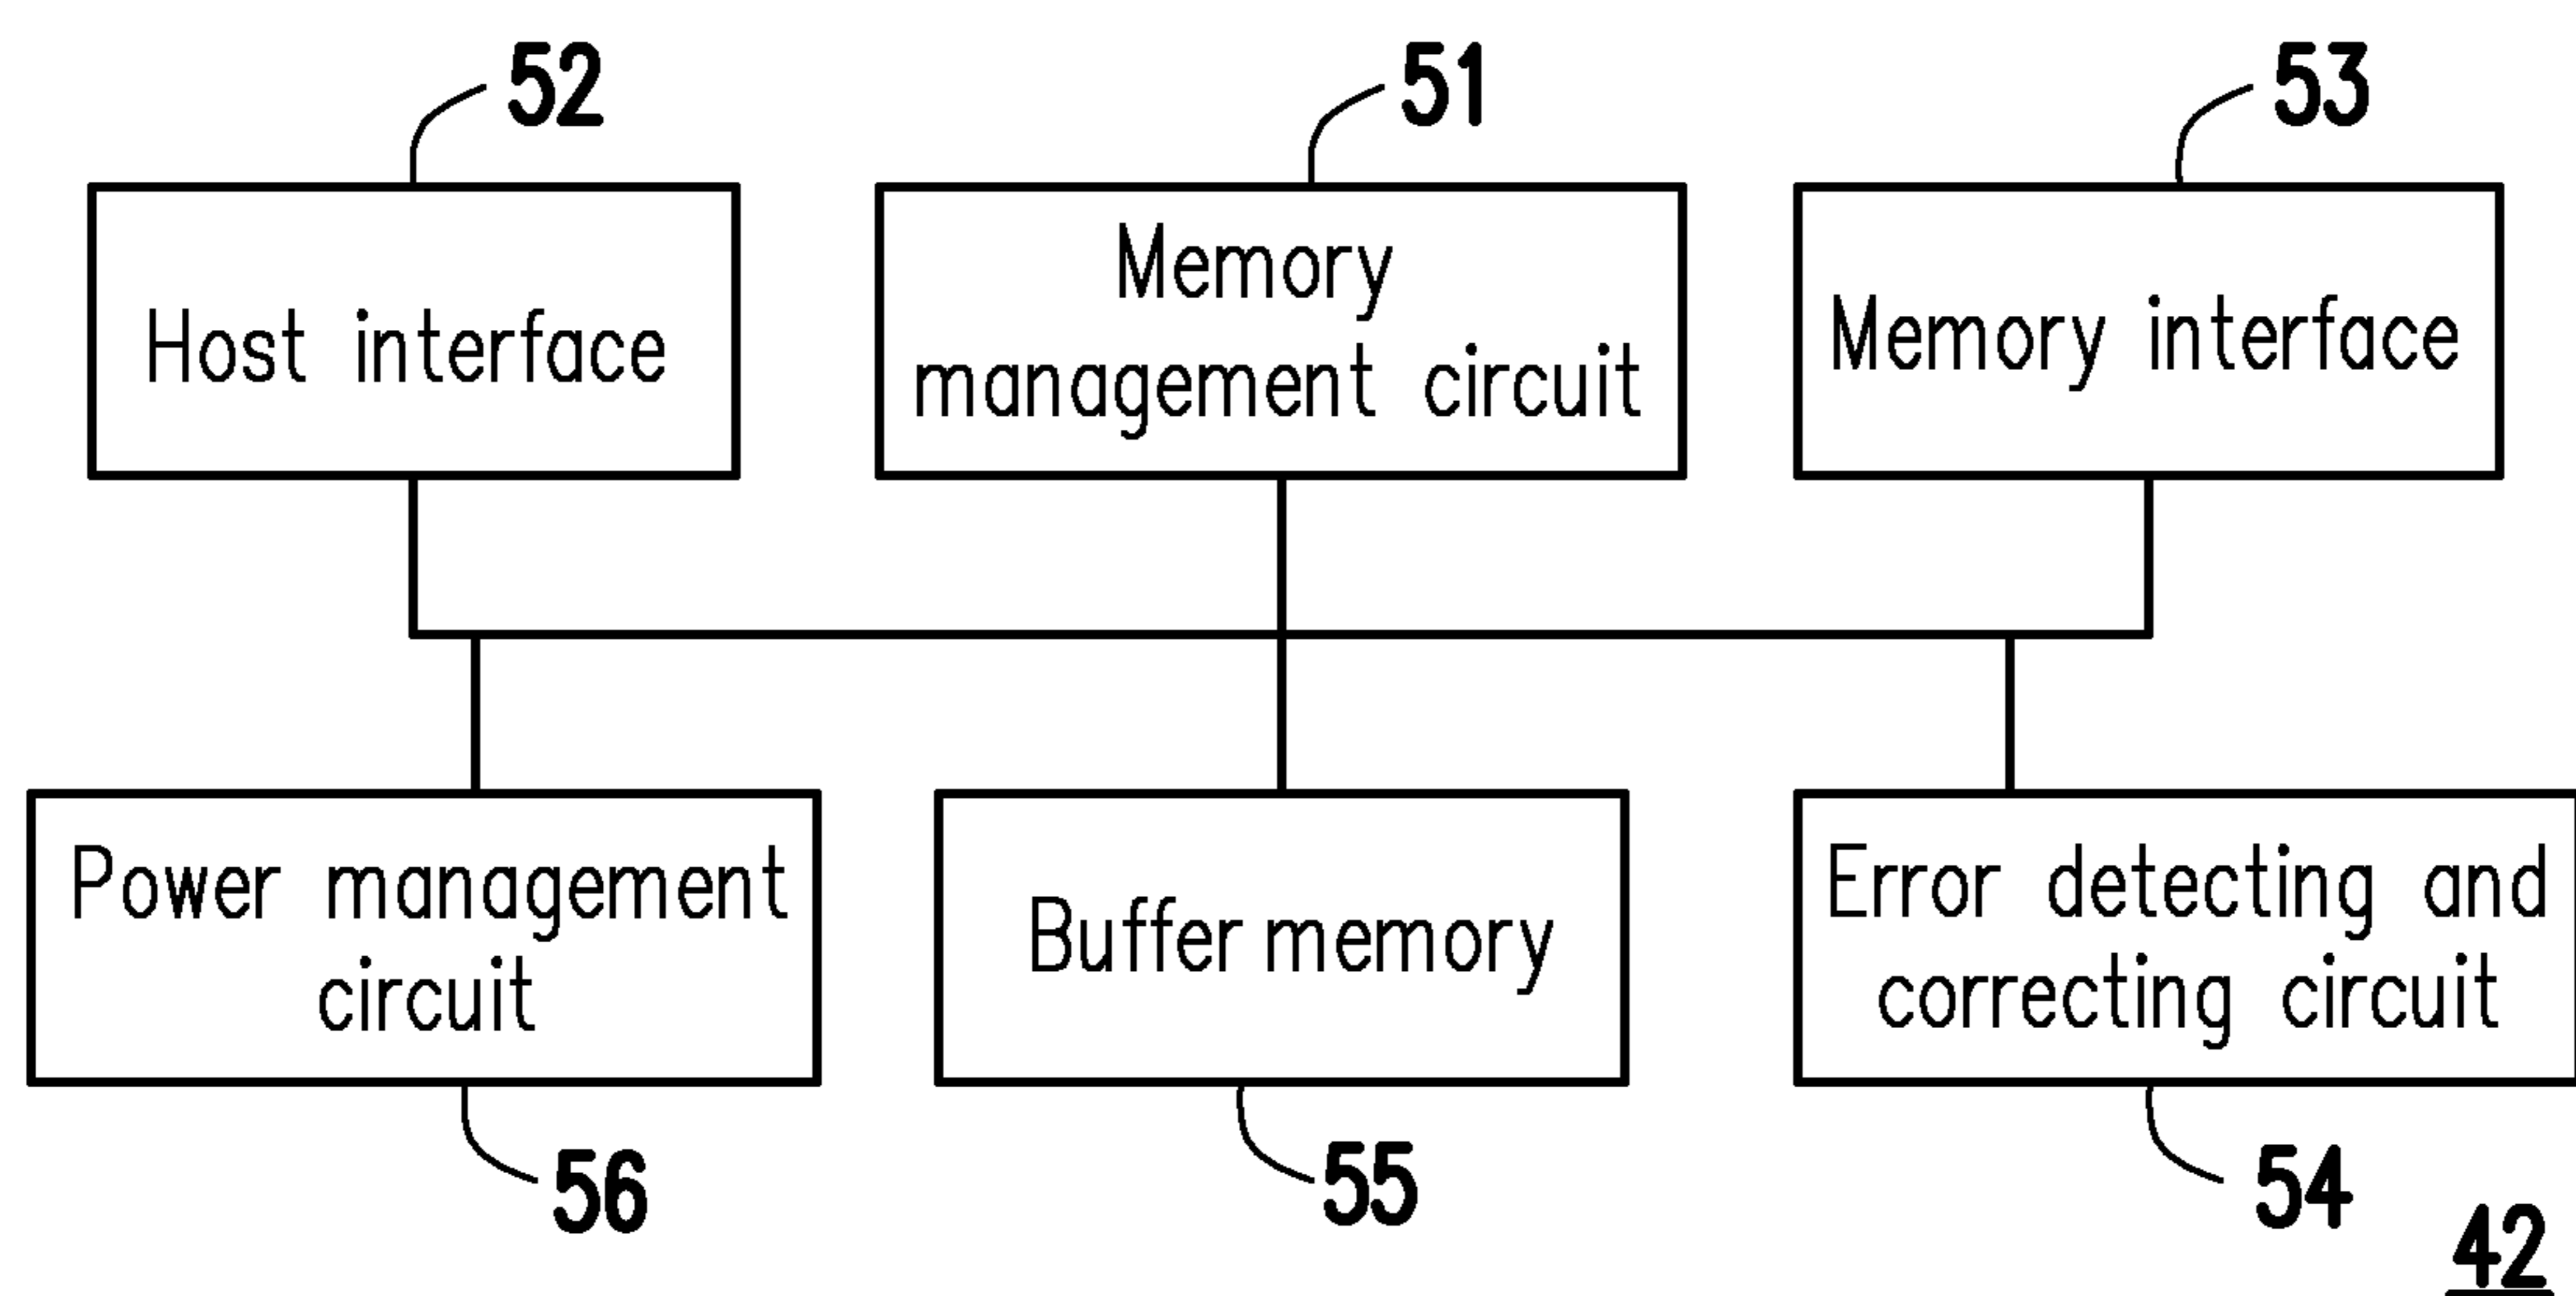 52
51
53
Host interface
Memory
management circuit
Memory interface
Power management
circuit
Buffer memory
Error detecting and
correcting circuit
56
55
54
42